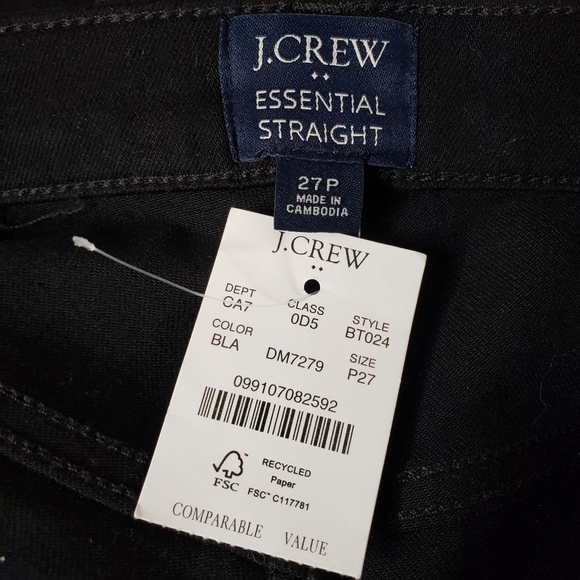 J.CREW
ESSENTIAL
STRAIGHT
27P
MADE IN
CAMBODIA
J.CREW
DEPT CLASS STYLE
CA7 0D5 BT024
COLOR SIZE
BLA DM7279 P27
099107082592
FSC
RECYCLED
Paper
FSC™ C117781
COMPARABLE VALUE